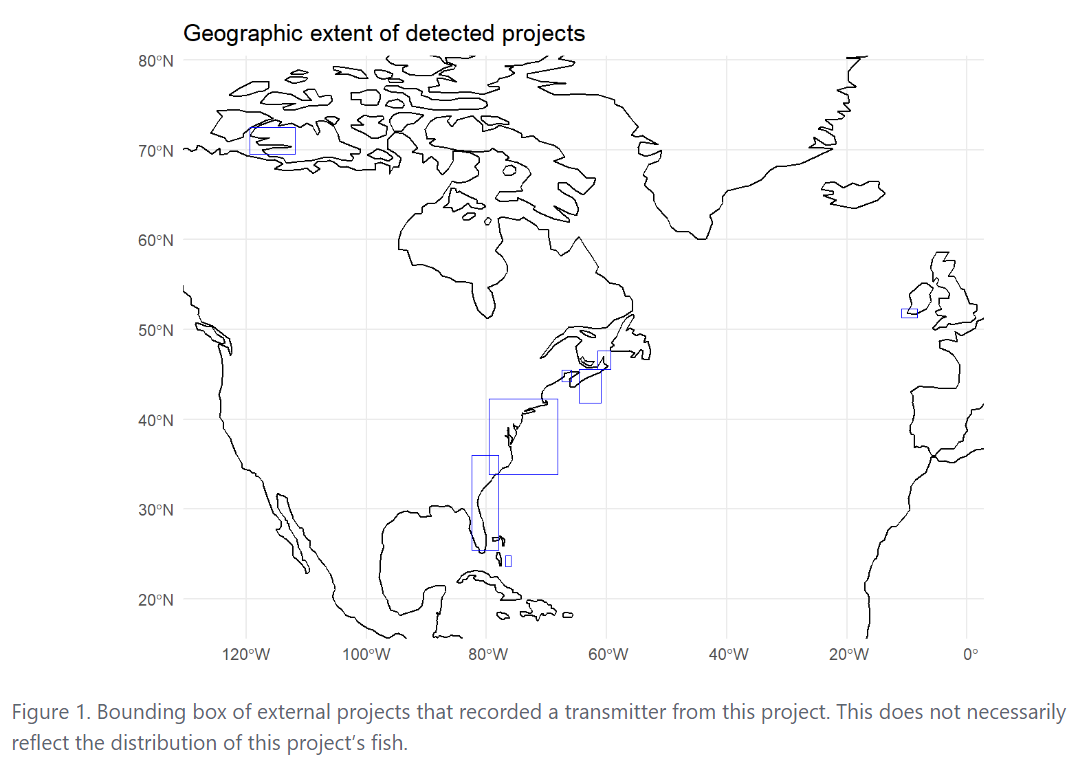 Geographic extent of detected projects
80°N
70°N
60°N
50°N
40°N
30°N
20°N
120°W 100°W 80°W 60°W 40°W 20°W 0°
Figure 1. Bounding box of external projects that recorded a transmitter from this project. This does not necessarily
reflect the distribution of this project’s fish.